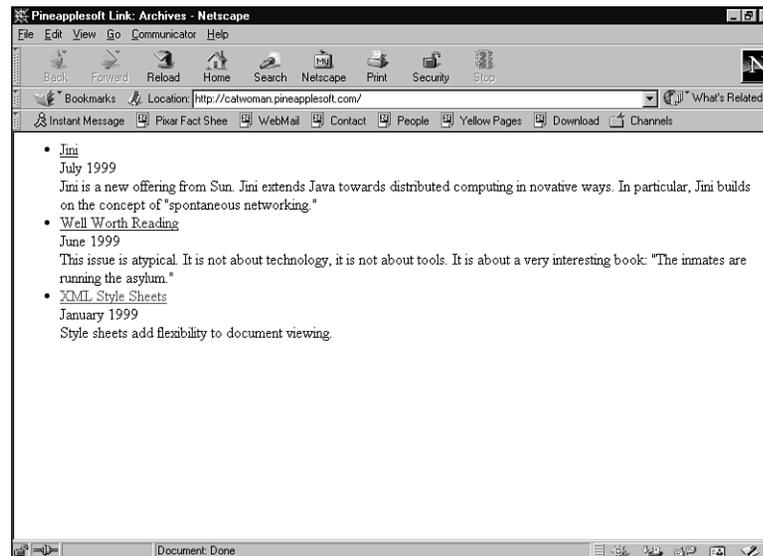 Pineapplesoft Link: Archives - Netscape
File Edit View Go Communicator Help
Back Forward Reload Home Search Netscape Print Security Stop
My
N
Bookmarks Location: http://catwoman.pineapplesoft.com/ What's Related
Instant Message Pixar Fact Shee WebMail Contact People Yellow Pages Download Channels
Jini
July 1999
Jini is a new offering from Sun. Jini extends Java towards distributed computing in novative ways. In particular, Jini builds
on the concept of "spontaneous networking."
Well Worth Reading
June 1999
This issue is atypical. It is not about technology, it is not about tools. It is about a very interesting book: "The inmates are
running the asylum."
XML Style Sheets
January 1999
Style sheets add flexibility to document viewing.
Document: Done